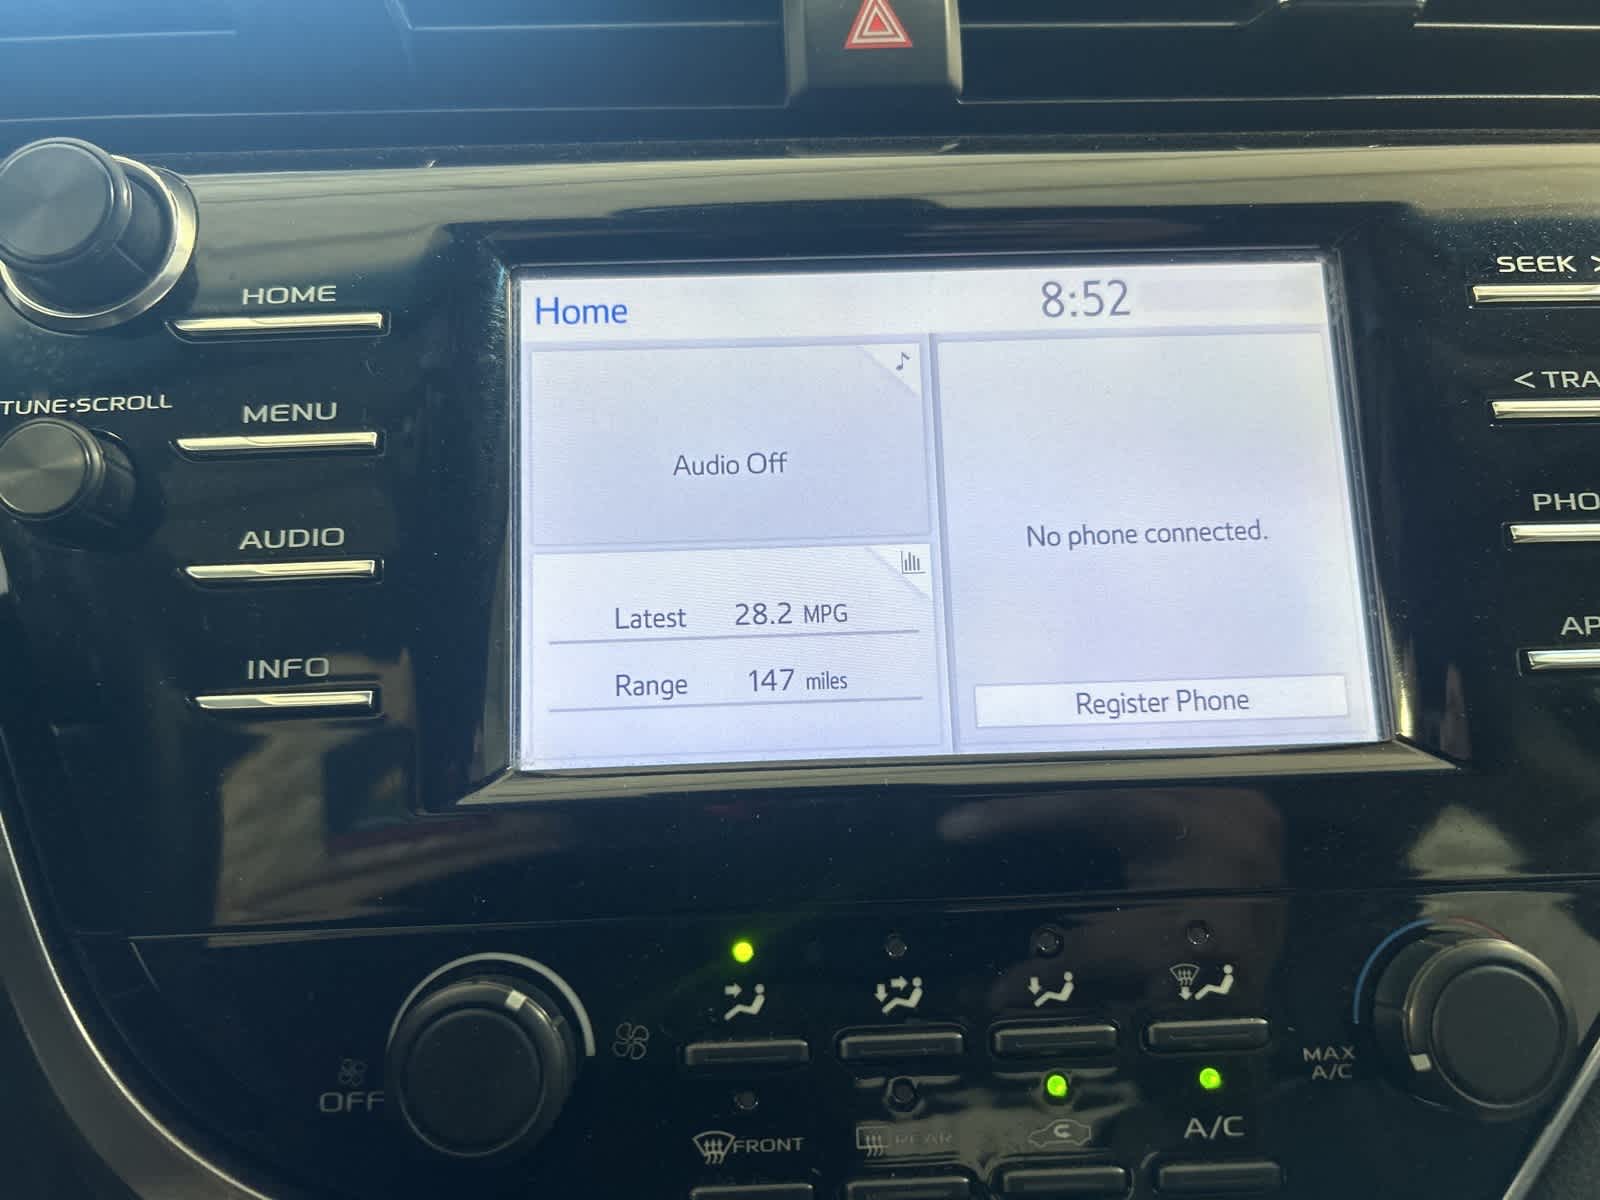 HOME
SEEK >
Home 8:52
TUNE•SCROLL
MENU
< TRA
Audio Off
AUDIO
PHO
No phone connected.
Latest 28.2 MPG
INFO
AP
Range 147 miles
Register Phone
OFF
MAX
A/C
FRONT
REAR
A/C